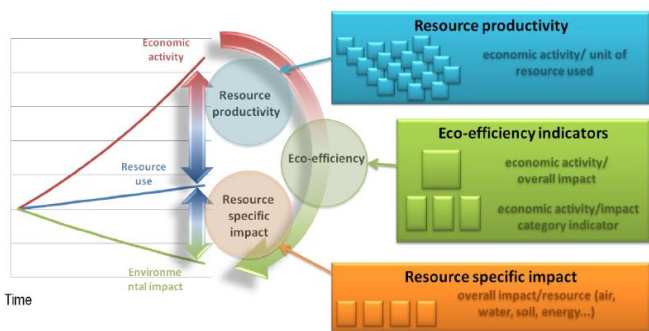 Economic
activity
Resource
productivity
Resource
use
Eco-efficiency
Resource
specific
impact
Environme
ntal impact
Time
Resource productivity
economic activity/ unit of
resource used
Eco-efficiency indicators
economic activity/
overall impact
economic activity/impact
category indicator
Resource specific impact
overall impact/resource (air,
water, soil, energy...)